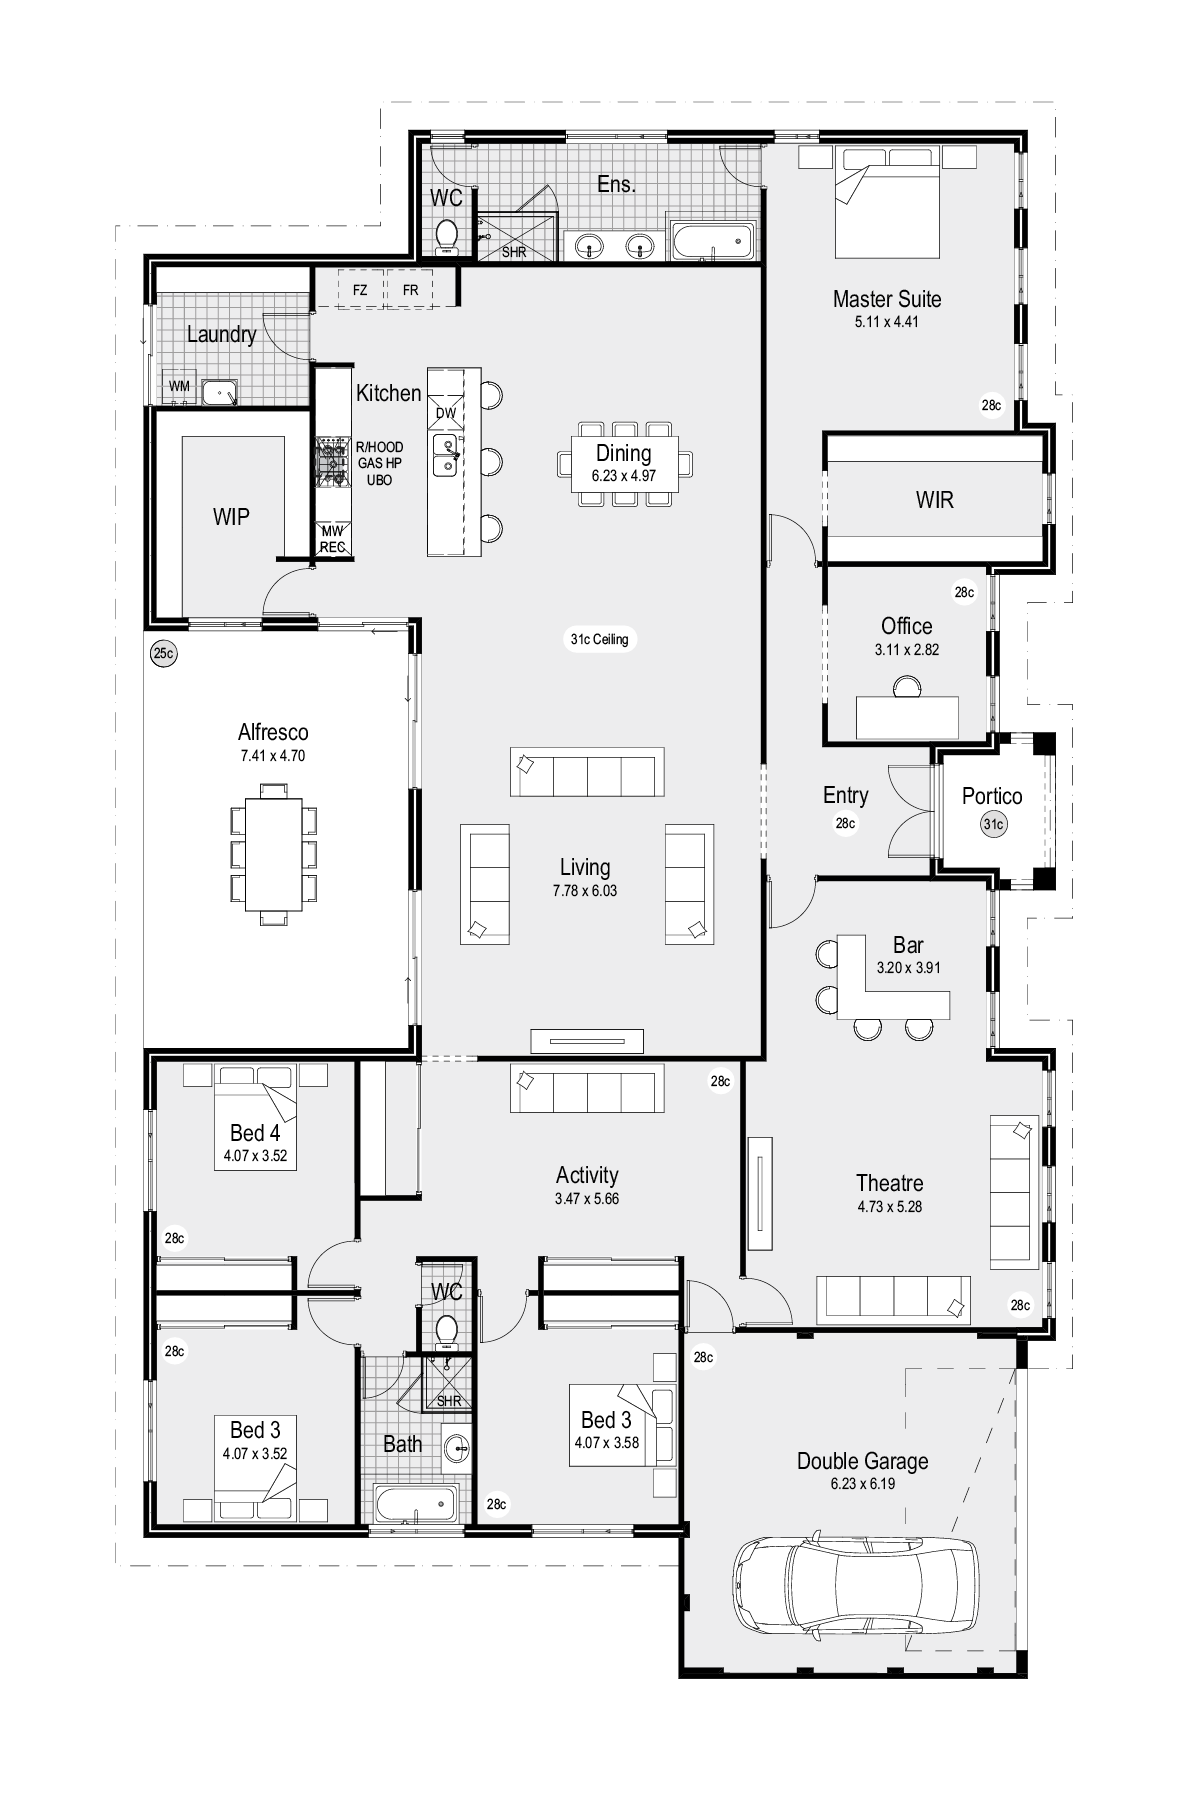 WC
Ens.
SHR
Master Suite
5.11 x 4.41
28c
FZ
FR
Laundry
WM
Kitchen
DW
R/HOOD
GAS HP
UBO
MW
REC
Dining
6.23 x 4.97
WIP
WIR
28c
Office
3.11 x 2.82
31c Ceiling
25c
Alfresco
7.41 x 4.70
Entry
28c
Portico
31c
Living
7.78 x 6.03
Bar
3.20 x 3.91
28c
Bed 4
4.07 x 3.52
28c
Activity
3.47 x 5.66
Theatre
4.73 x 5.28
28c
WC
28c
28c
SHR
Bed 3
4.07 x 3.52
Bath
Bed 3
4.07 x 3.58
28c
Double Garage
6.23 x 6.19